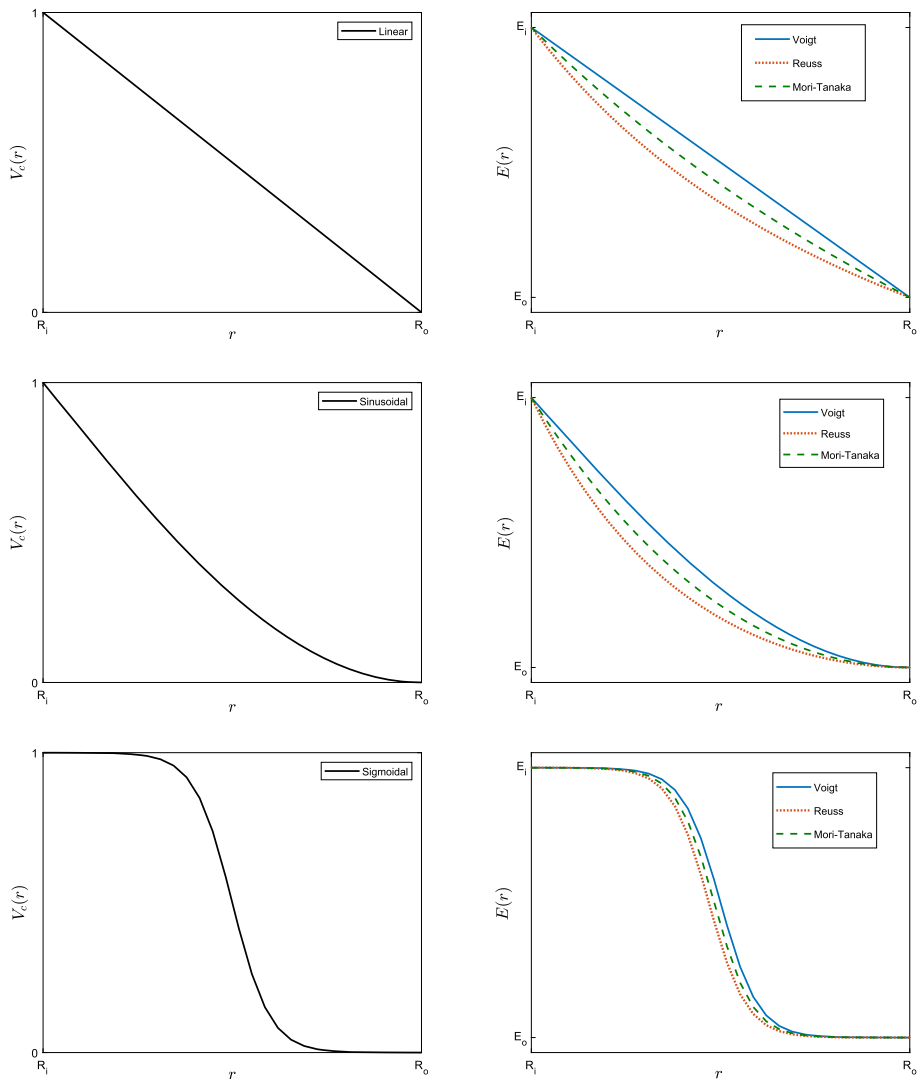 1
Linear
V_c(r)
0
R_i
r
R_o
E_i
Voigt
Reuss
Mori-Tanaka
E(r)
E_o
R_i
r
R_o
1
Sinusoidal
V_c(r)
0
R_i
r
R_o
E_i
Voigt
Reuss
Mori-Tanaka
E(r)
E_o
R_i
r
R_o
1
Sigmoidal
V_c(r)
0
R_i
r
R_o
E_i
Voigt
Reuss
Mori-Tanaka
E(r)
E_o
R_i
r
R_o